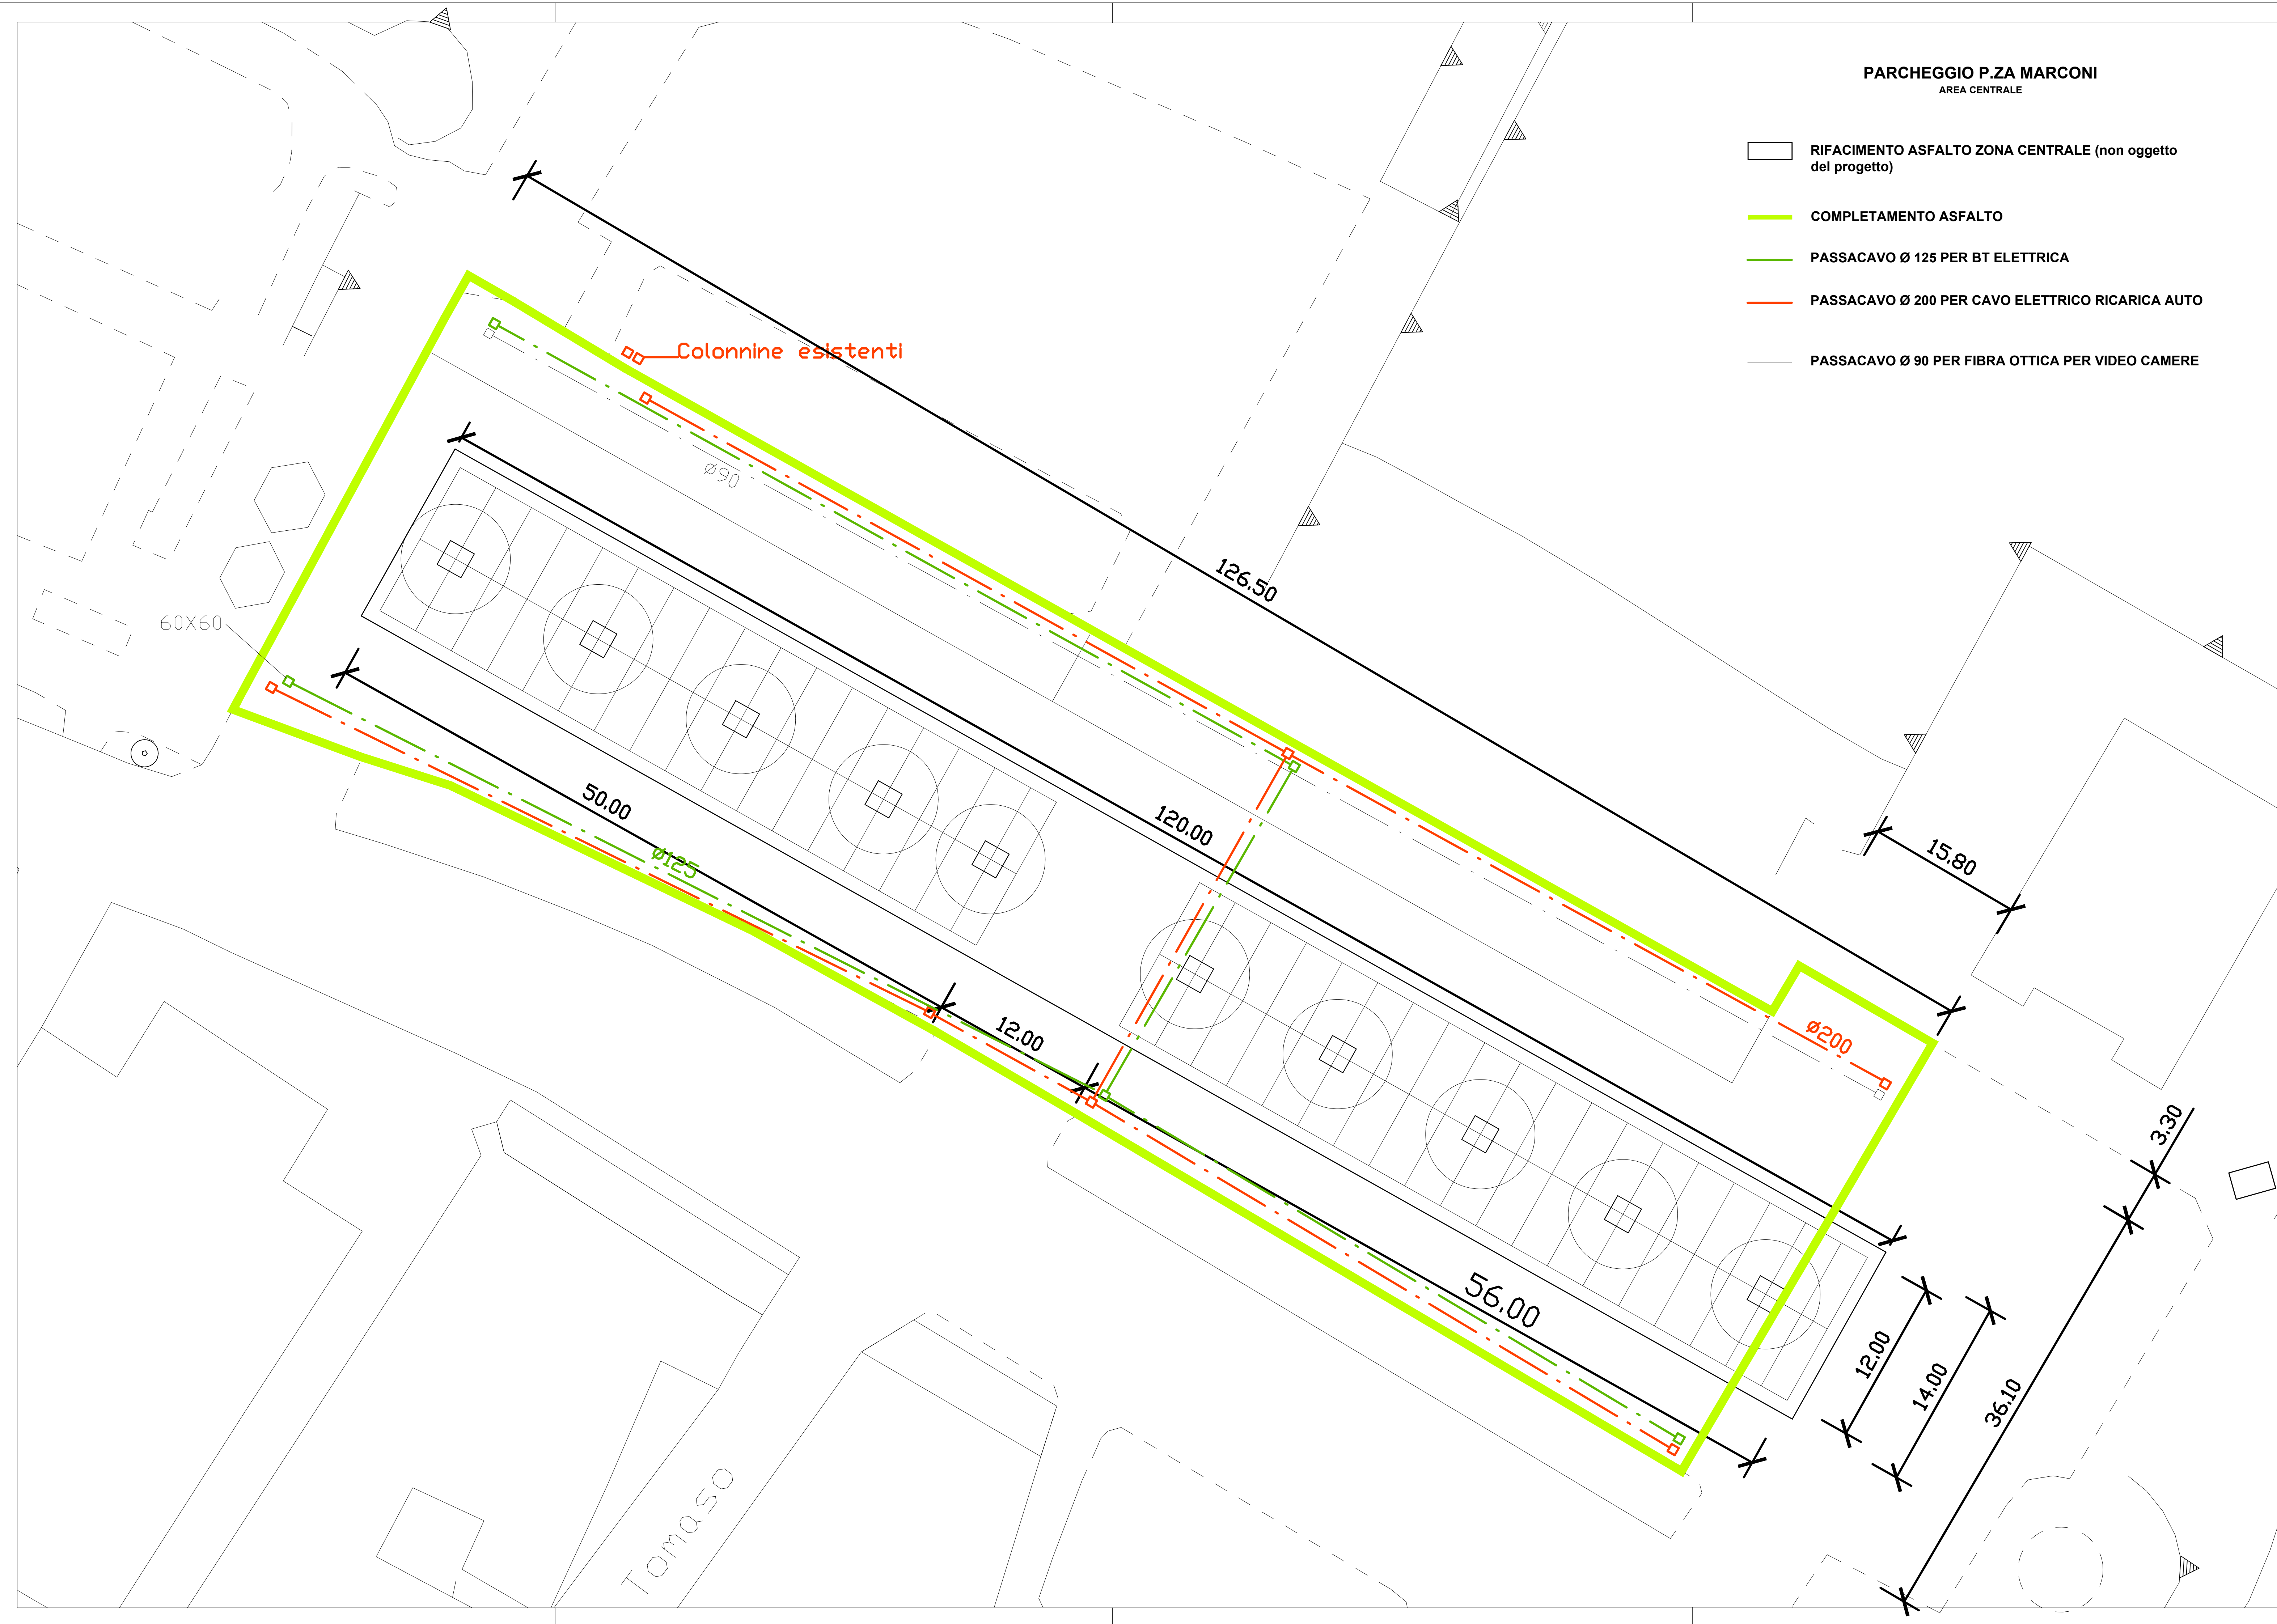 PARCHEGGIO P.ZA MARCONI
AREA CENTRALE
RIFACIMENTO ASFALTO ZONA CENTRALE (non oggetto
del progetto)
COMPLETAMENTO ASFALTO
PASSACAVO Ø 125 PER BT ELETTRICA
PASSACAVO Ø 200 PER CAVO ELETTRICO RICARICA AUTO
PASSACAVO Ø 90 PER FIBRA OTTICA PER VIDEO CAMERE
Colonnine esistenti
Ø90
126.50
60X60
50.00
120.00
Ø125
15.80
12.00
Ø200
3.30
56.00
12.00
14.00
36.10
Tomaso